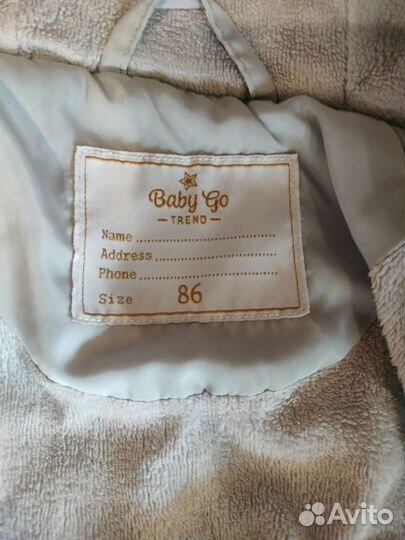 Baby Go
TREND
Name
Address
Phone
Size 86
Avito